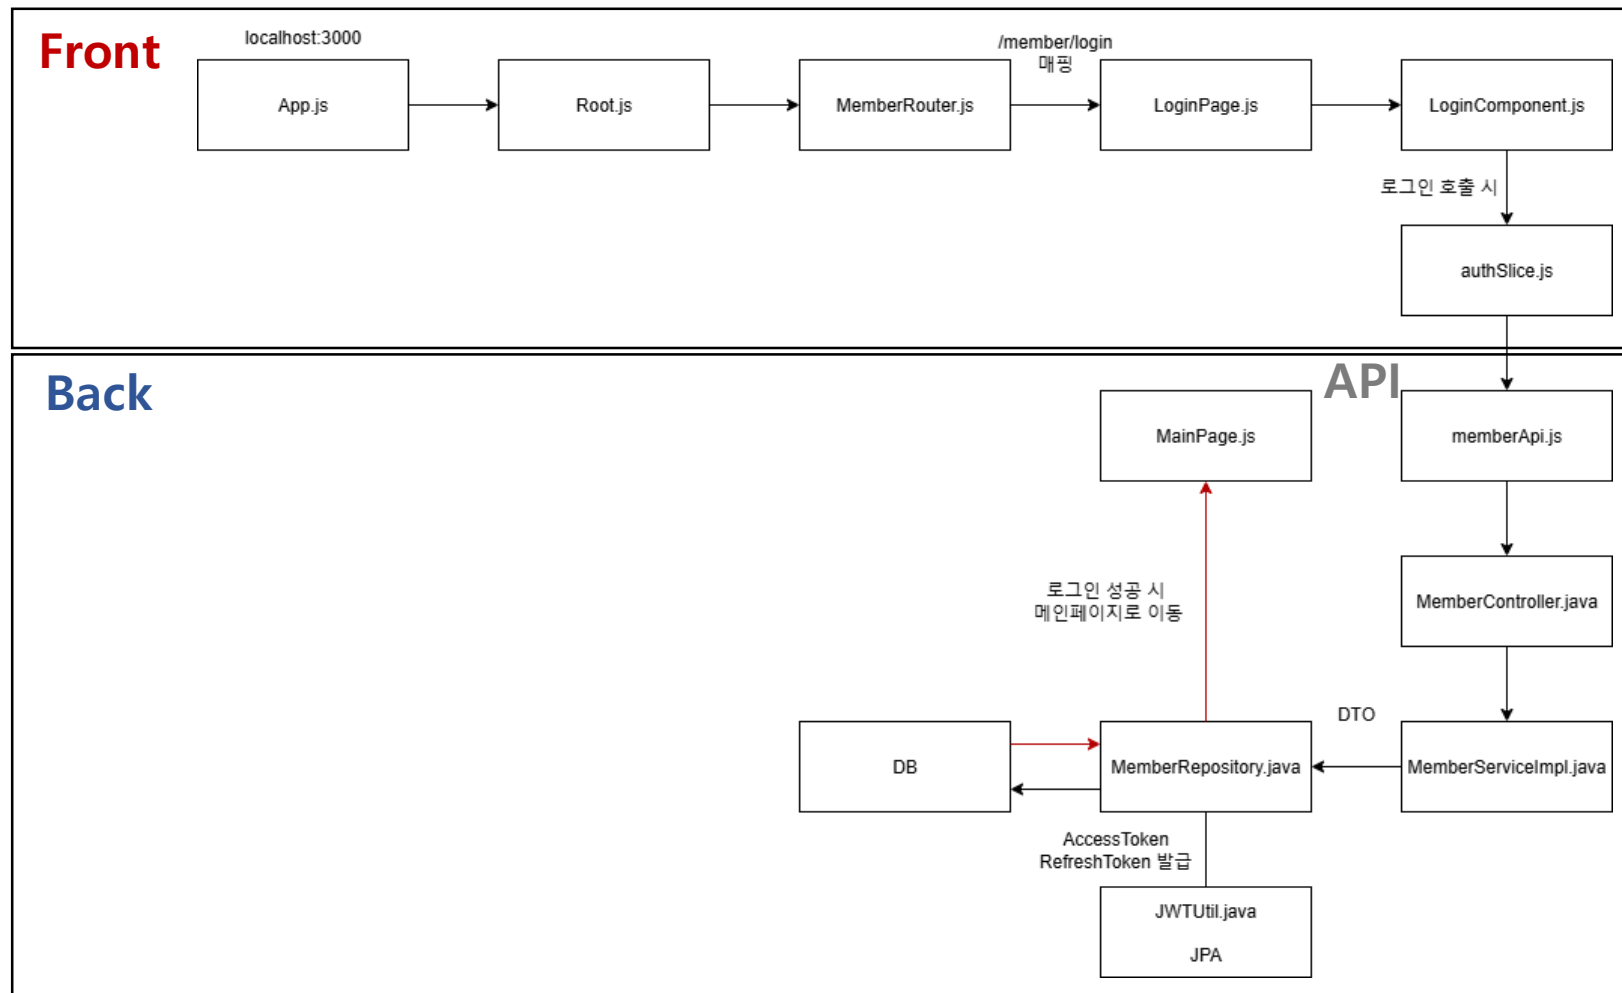 Front
localhost:3000
/member/login
매핑
App.js
Root.js
MemberRouter.js
LoginPage.js
LoginComponent.js
로그인 호출 시
authSlice.js
Back
API
MainPage.js
memberApi.js
로그인 성공 시
메인페이지로 이동
MemberController.java
DTO
DB
MemberRepository.java
MemberServiceImpl.java
AccessToken
RefreshToken 발급
JWTUtil.java
JPA